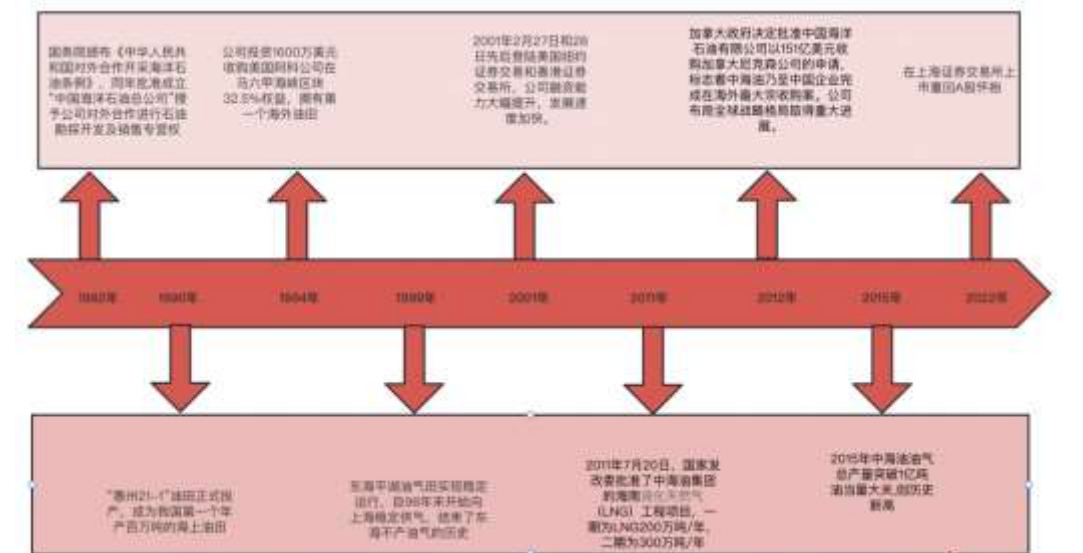 国务院颁布《中华人民共
和国对外合作开采海洋石
油条例》，同年批准成立
“中国海洋石油总公司”授
予公司对外合作进行石油
勘探开发及销售专营权
公司投资1600万美元
收购美国阿科公司在
马六甲海峡区块
32.5%权益，拥有第
一个海外油田
2001年2月27日和28
日先后登陆美国纽约
证券交易和香港证券
交易所，公司融资能
力大幅提升，发展速
度加快。
加拿大政府决定批准中国海洋
石油有限公司以151亿美元收
购加拿大尼克森公司的申请，
标志着中海油乃至中国企业完
成在海外最大宗收购案，公司
布局全球战略格局取得重大进
展。
在上海证券交易所上
市重回A股怀抱
1982年
1990年
1994年
1999年
2001年
2011年
2012年
2015年
2022年
“惠州21-1”油田正式投
产，成为我国第一个年
产百万吨的海上油田
东海平湖油气田实现稳定
运行，自98年末开始向
上海稳定供气，结束了东
海不产油气的历史
2011年7月20日，国家发
改委批准了中海油集团
的海南液化天然气
（LNG）工程项目，一
期为LNG200万吨/年，
二期为300万吨/年
2015年中海油油气
总产量突破1亿吨
油当量大关,创历史
新高